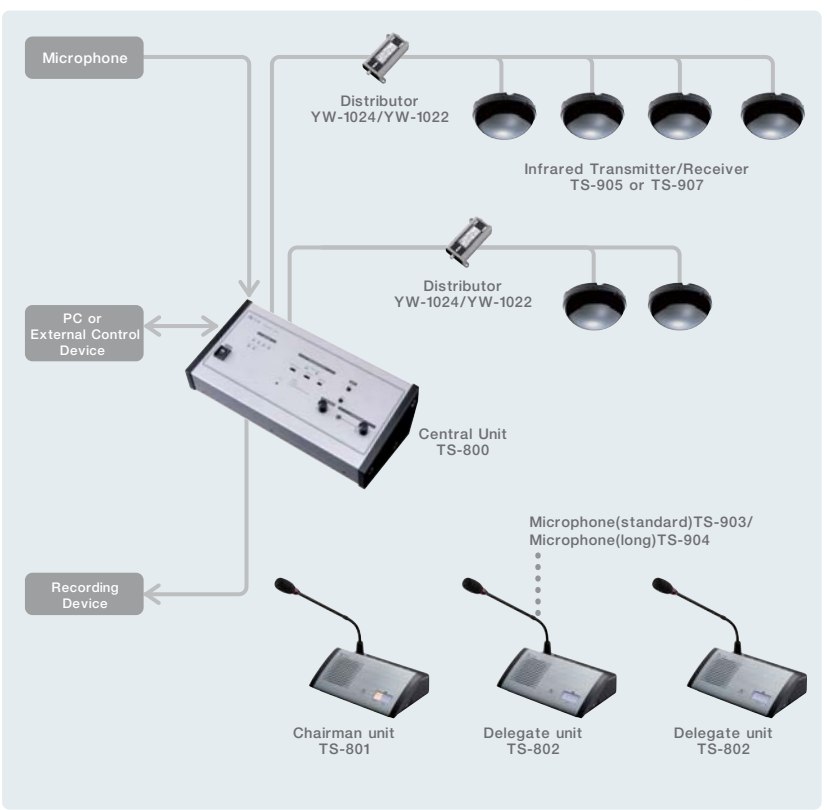 Microphone
Distributor
YW-1024/YW-1022
Infrared Transmitter/Receiver
TS-905 or TS-907
Distributor
YW-1024/YW-1022
PC or
External Control
Device
Central Unit
TS-800
Microphone(standard)TS-903/
Microphone(long)TS-904
Recording
Device
Chairman unit
TS-801
Delegate unit
TS-802
Delegate unit
TS-802